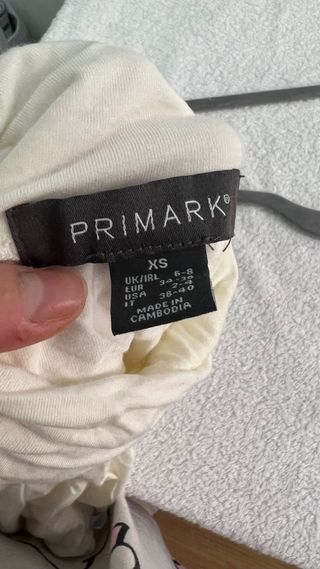 PRIMARK®
XS
UK/IRL 6-8
EUR 34-36
USA 2-4
IT 38-40
MADE IN
CAMBODIA